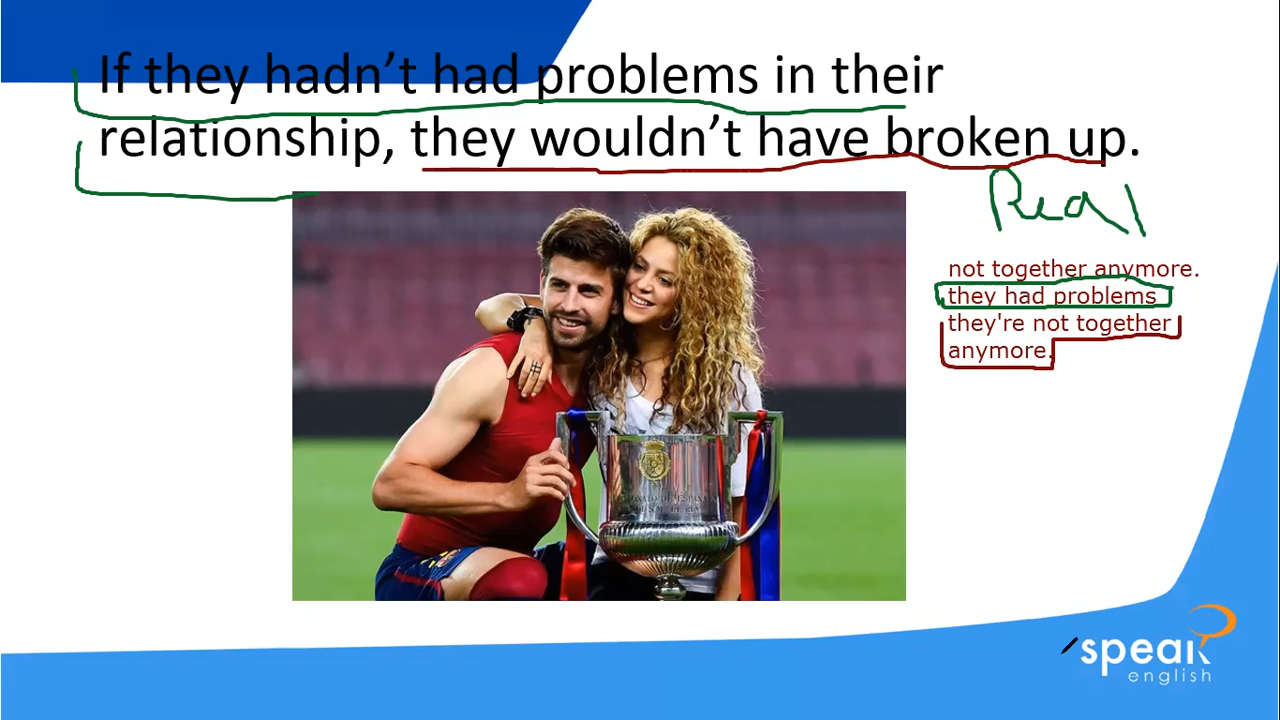 If they hadn’t had problems in their
relationship, they wouldn’t have broken up.
Real
not together anymore.
they had problems
they're not together
anymore.
speak
english